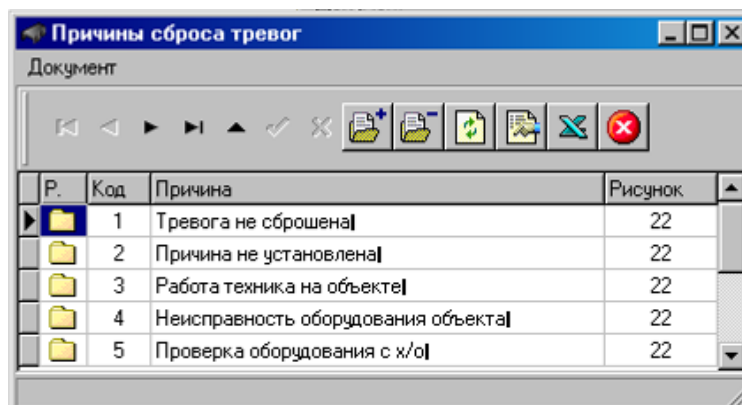 Причины сброса тревог
Документ
Р. Код Причина Рисунок
1 Тревога не сброшена 22
2 Причина не установлена 22
3 Работа техника на объекте 22
4 Неисправность оборудования объекта 22
5 Проверка оборудования с х/о 22